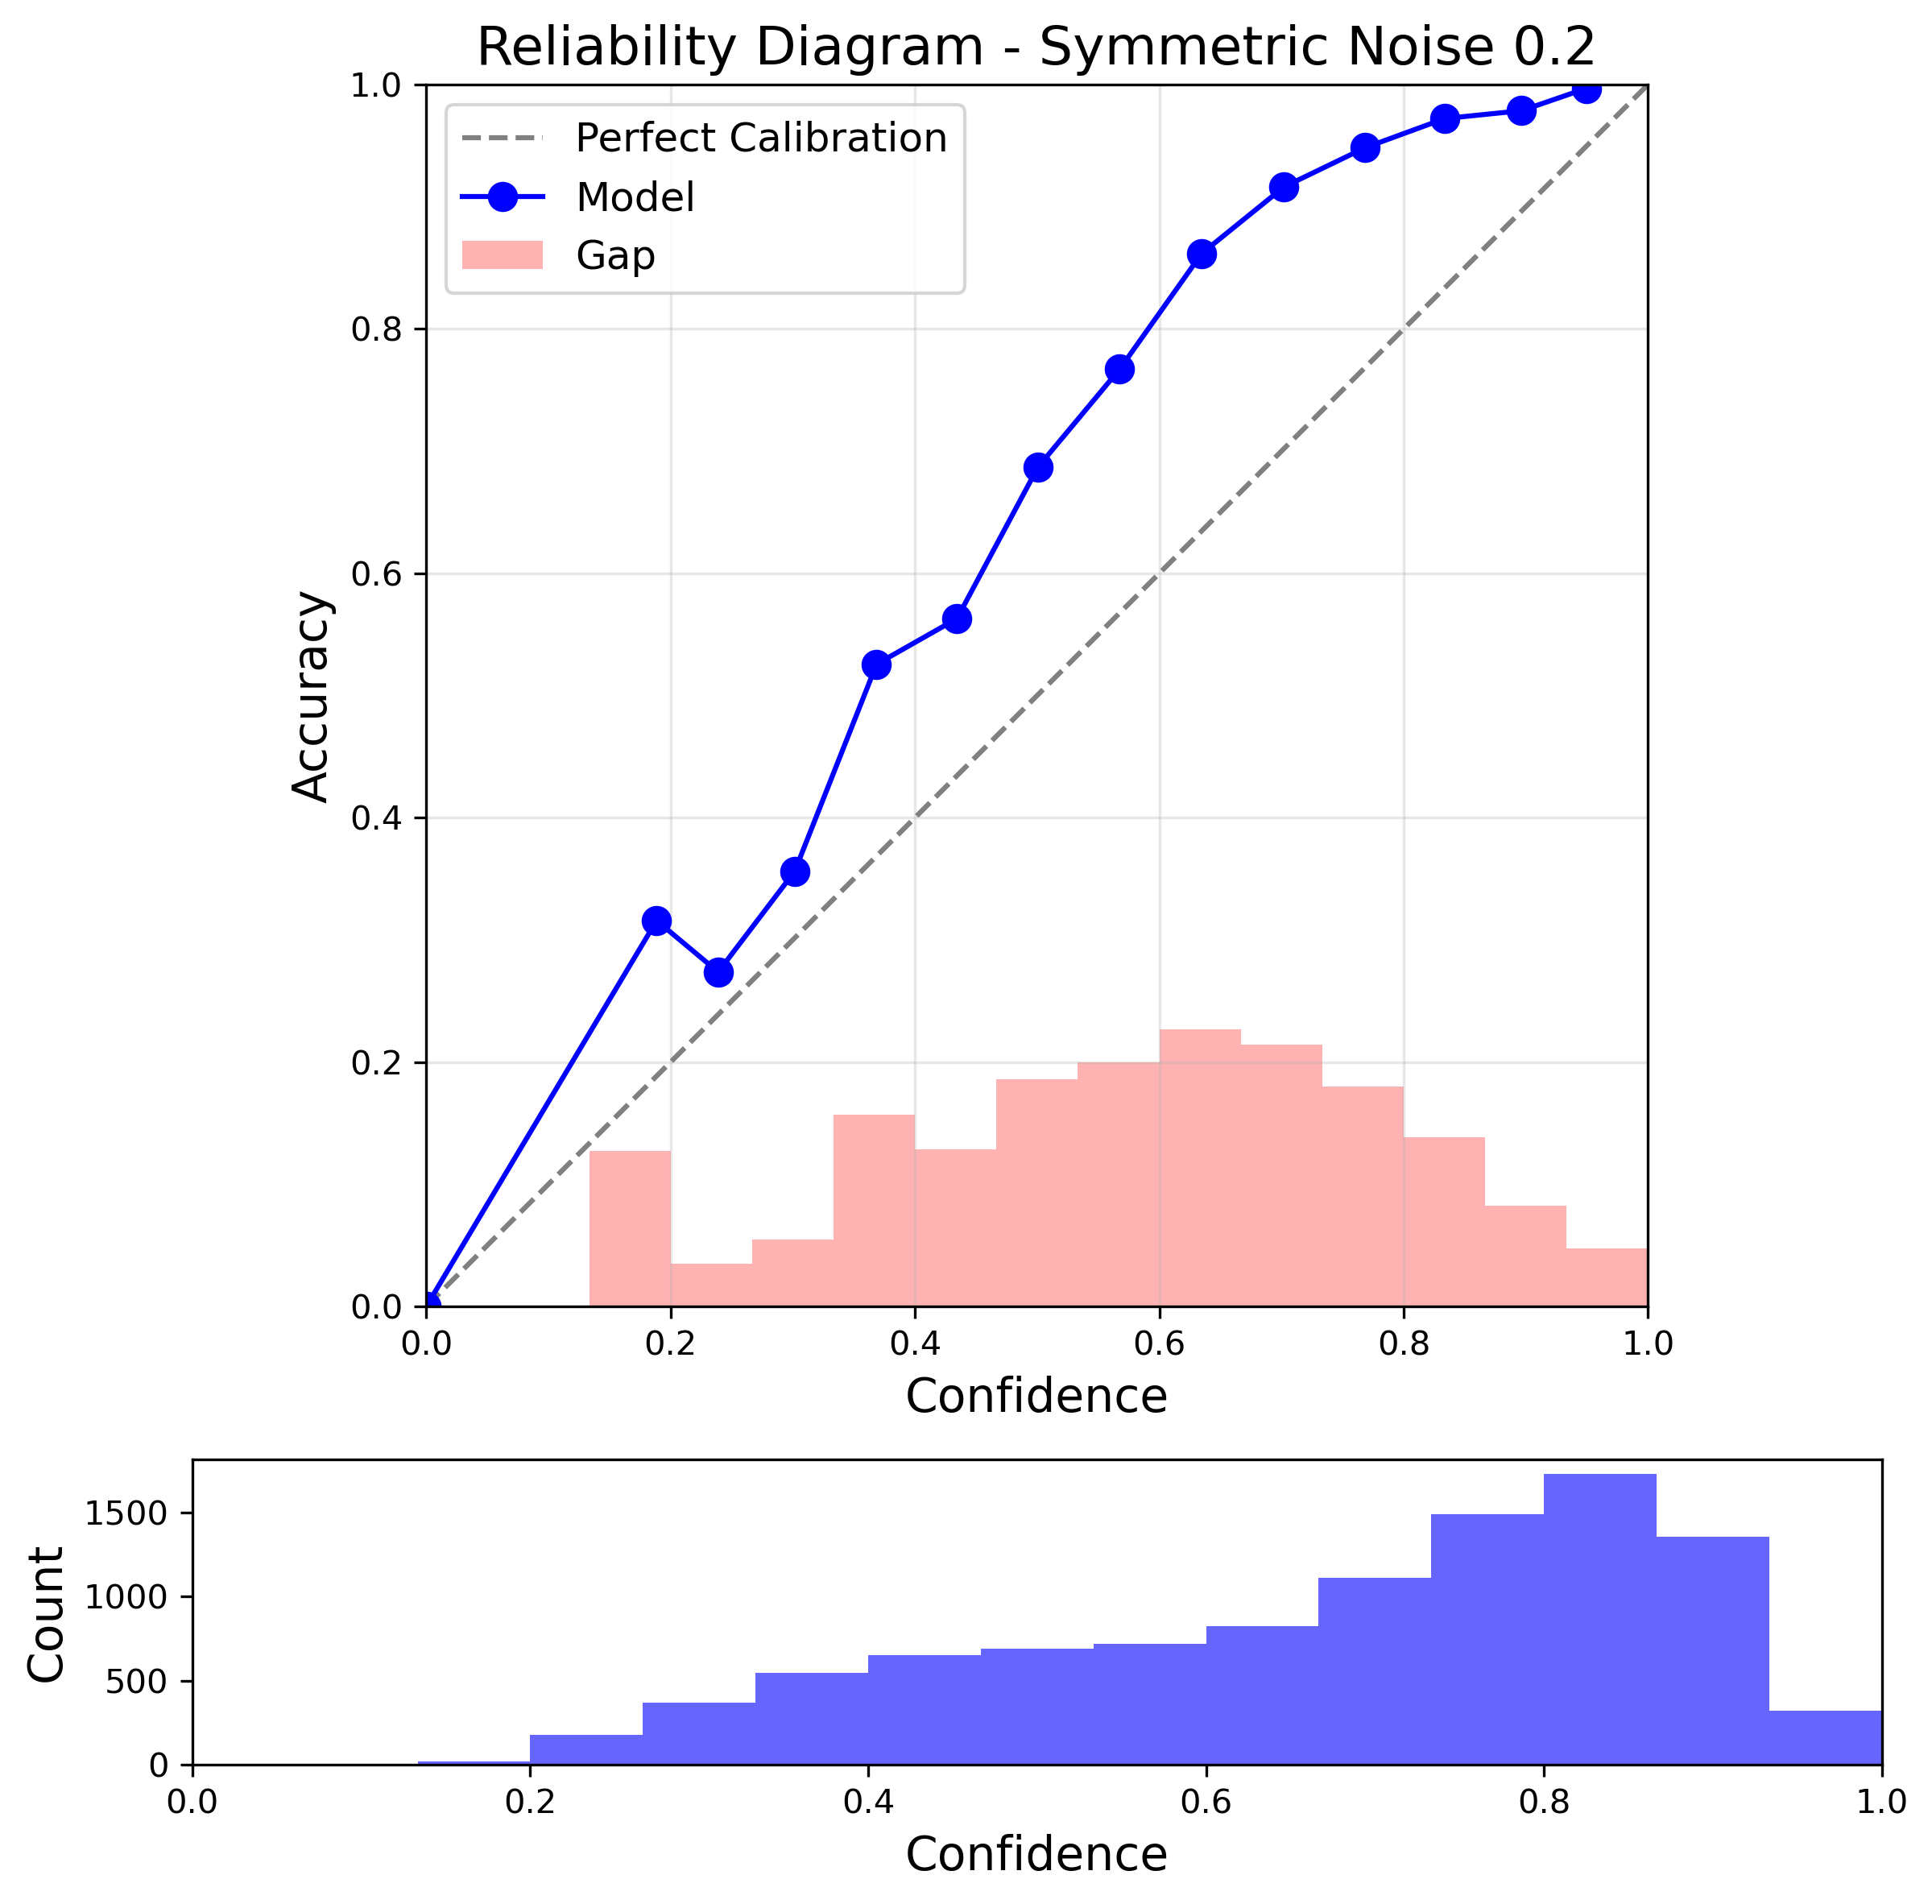 Reliability Diagram - Symmetric Noise 0.2
1.0
0.8
0.6
0.4
0.2
0.0
Accuracy
Perfect Calibration
Model
Gap
0.0 0.2 0.4 0.6 0.8 1.0
Confidence
1500
1000
500
0
Count
0.0 0.2 0.4 0.6 0.8 1.0
Confidence